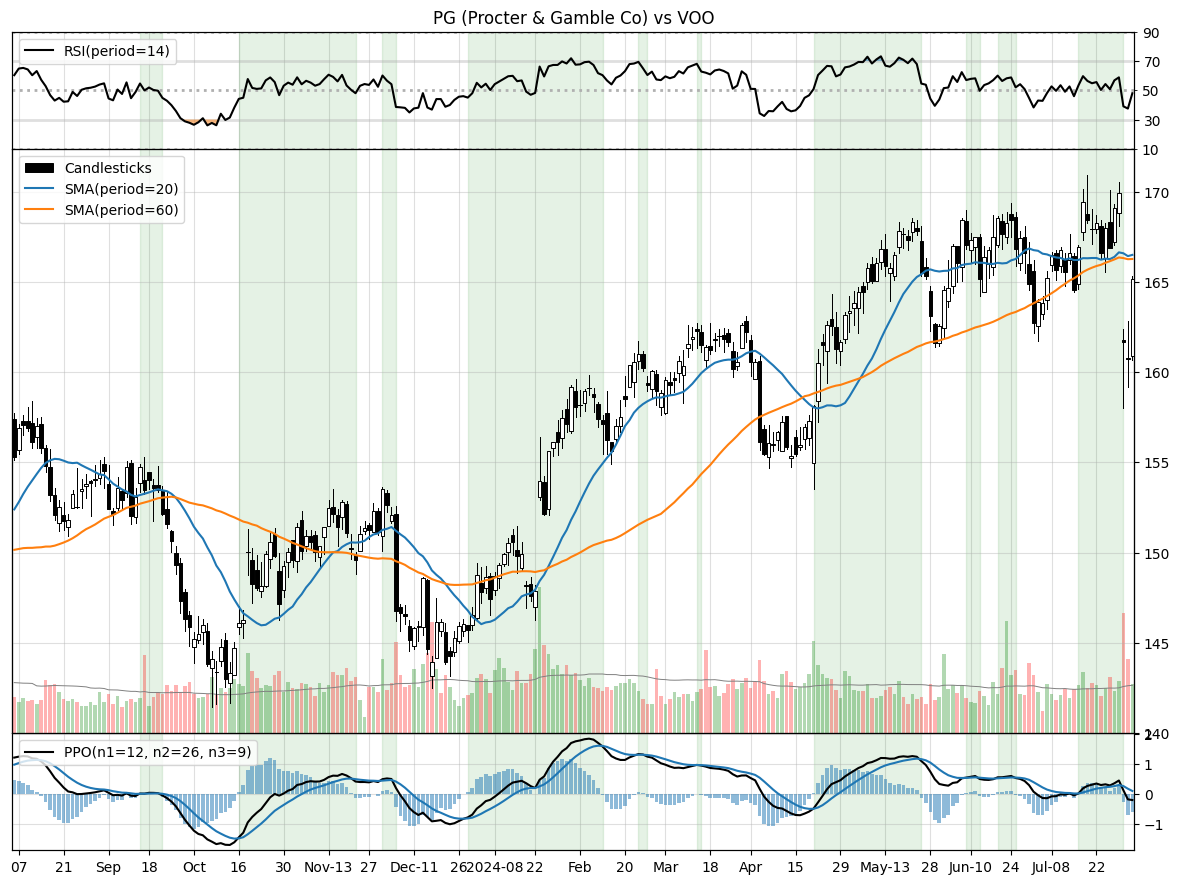 PG (Procter & Gamble Co) vs VOO
RSI(period=14)
90
70
50
30
10
Candlesticks
SMA(period=20)
SMA(period=60)
170
165
160
155
150
145
140
PPO(n1=12, n2=26, n3=9)
2
1
0
−1
07 21 Sep 18 Oct 16 30 Nov-13 27 Dec-11 26 2024-08 22 Feb 20 Mar 18 Apr 15 29 May-13 28 Jun-10 24 Jul-08 22